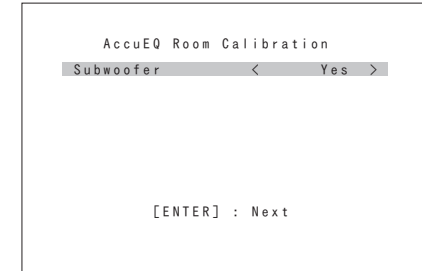 AccuEQ Room Calibration
Subwoofer < Yes >
[ENTER] : Next